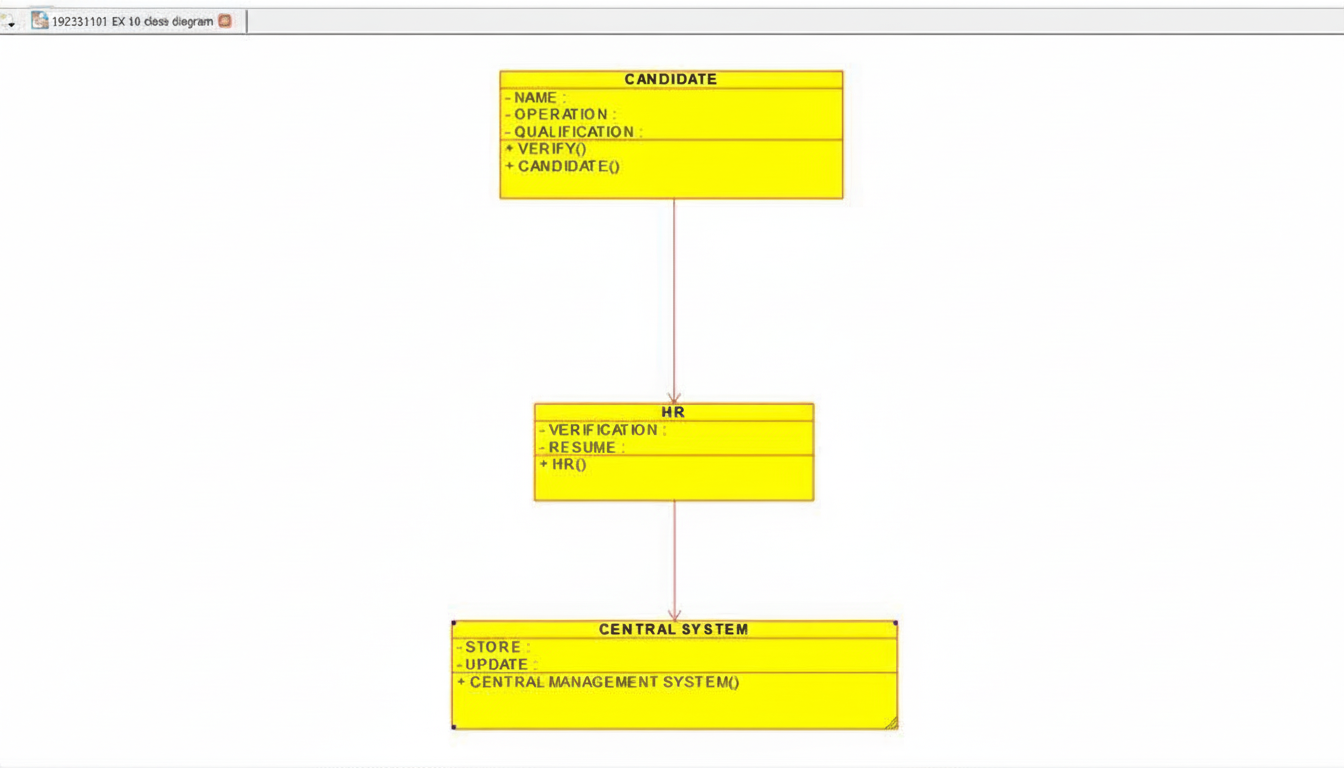 192331101 EX 10 class diagram
CANDIDATE
- NAME :
- OPERATION :
- QUALIFICATION :
+ VERIFY()
+ CANDIDATE()
HR
- VERIFICATION :
- RESUME :
+ HR()
CENTRAL SYSTEM
- STORE :
- UPDATE :
+ CENTRAL MANAGEMENT SYSTEM()